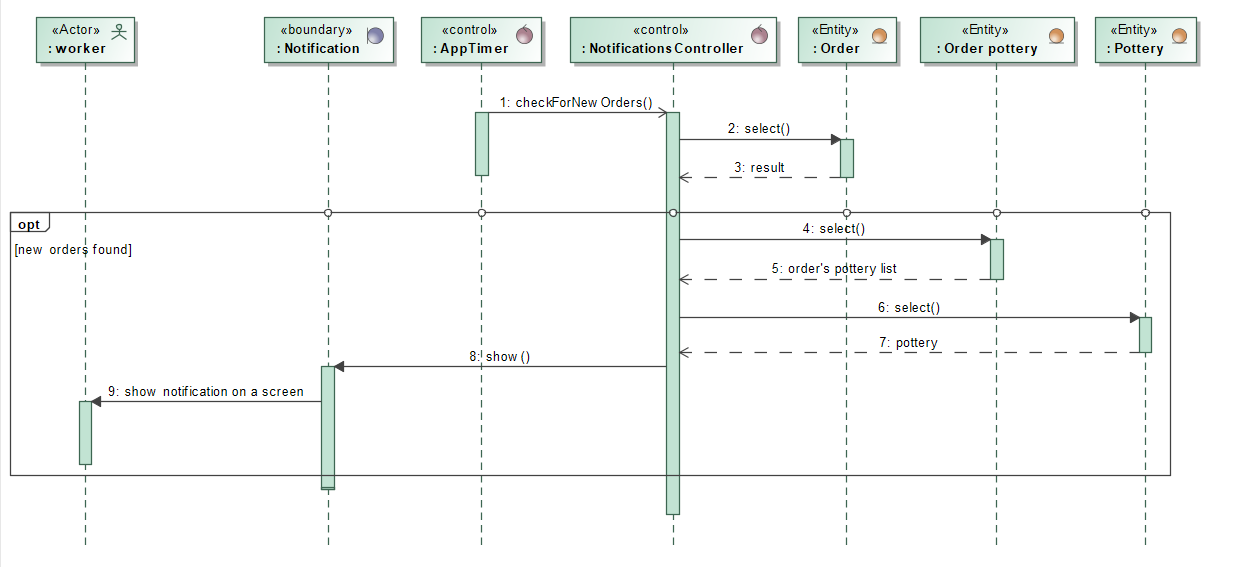 «Actor»
: worker
«boundary»
: Notification
«control»
: AppTimer
«control»
: Notifications Controller
«Entity»
: Order
«Entity»
: Order pottery
«Entity»
: Pottery
1: checkForNew Orders()
2: select()
3: result
opt
[new orders found]
4: select()
5: order's pottery list
6: select()
7: pottery
8: show ()
9: show notification on a screen